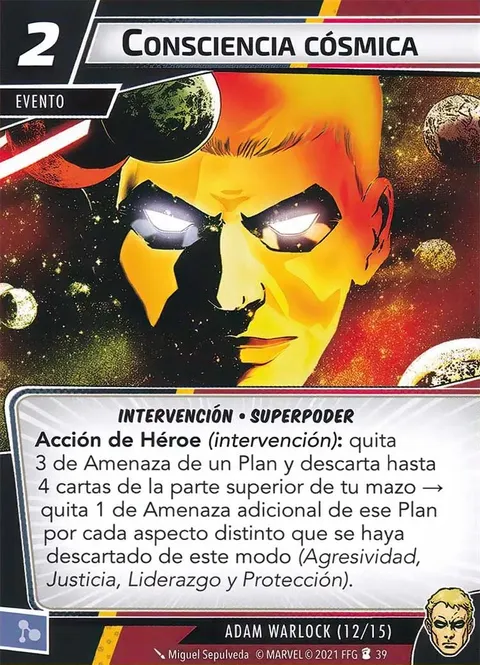 2
CONSCIENCIA CÓSMICA
EVENTO
INTERVENCIÓN • SUPERPODER
Acción de Héroe (intervención): quita
3 de Amenaza de un Plan y descarta hasta
4 cartas de la parte superior de tu mazo →
quita 1 de Amenaza adicional de ese Plan
por cada aspecto distinto que se haya
descartado de este modo (Agresividad,
Justicia, Liderazgo y Protección).
ADAM WARLOCK (12/15)
Miguel Sepulveda © MARVEL © 2021 FFG 39